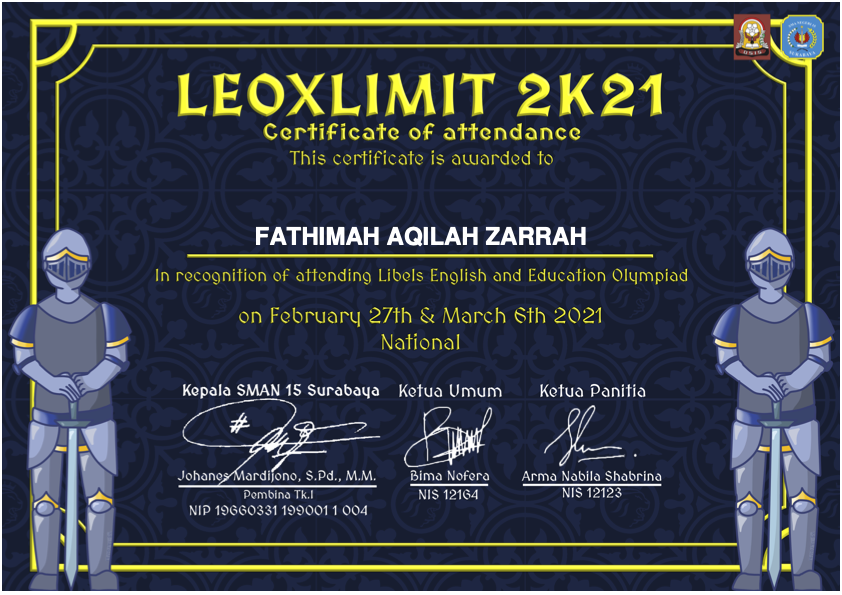 LEOXLIMIT 2K21
Certificate of attendance
This certificate is awarded to
FATHIMAH AQILAH ZARRAH
In recognition of attending Libels English and Education Olympiad
on February 27th & March 6th 2021
National
Kepala SMAN 15 Surabaya
Ketua Umum
Ketua Panitia
Johanes Mardijono, S.Pd., M.M.
Bima Nofera
Arma Nabila Shabrina
Pembina Tk.I
NIS 12164
NIS 12123
NIP 19660331 199001 1 004
OSIS
SURABAYA